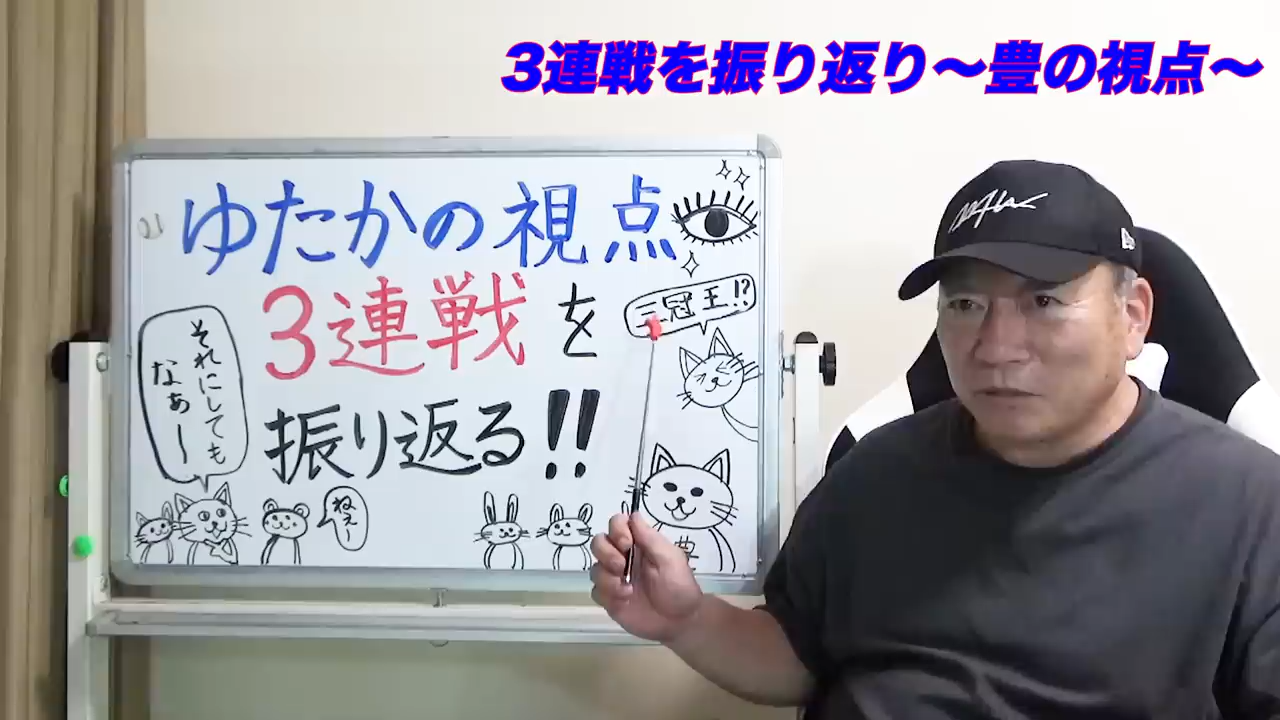 3連戦を振り返り〜豊の視点〜
ゆたかの視点
3連戦を
振り返る!!
三冠王!?
それにしても
なぁ〜
ねぇ〜
豊